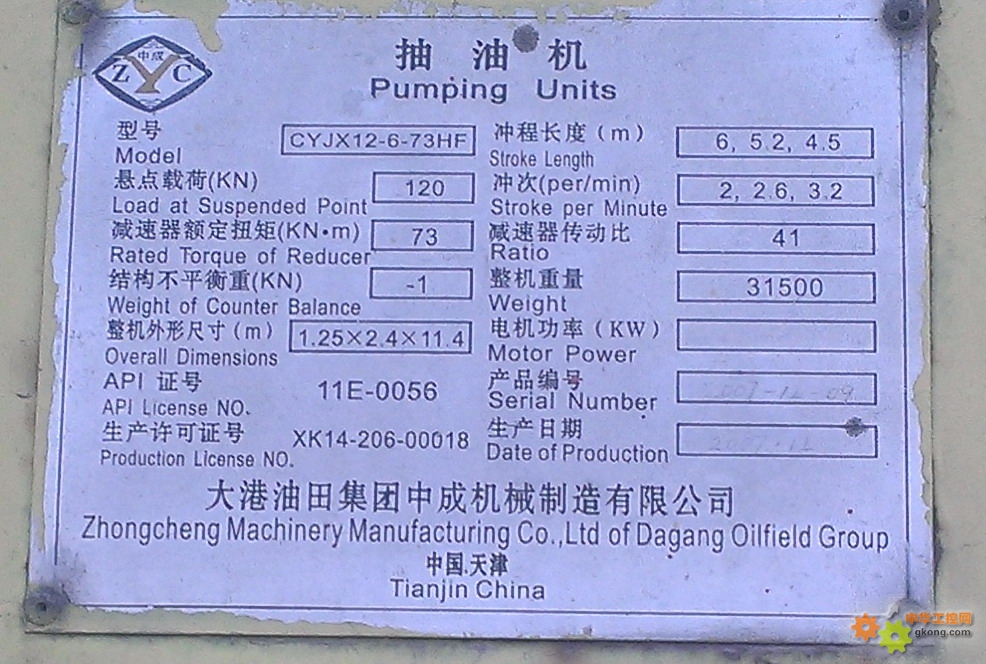 中成
ZYC
抽油机
Pumping Units
型号 CYJX12-6-73HF
Model
悬点载荷(KN) 120
Load at Suspended Point
减速器额定扭矩(KN•m) 73
Rated Torque of Reducer
结构不平衡重(KN) -1
Weight of Counter Balance
整机外形尺寸(m) 1.25×2.4×11.4
Overall Dimensions
API 证号 11E-0056
API License NO.
生产许可证号 XK14-206-00018
Production License NO.
冲程长度(m) 6, 5.2, 4.5
Stroke Length
冲次(per/min) 2, 2.6, 3.2
Stroke per Minute
减速器传动比 41
Ratio
整机重量 31500
Weight
电机功率(KW)
Motor Power
产品编号
Serial Number
生产日期
Date of Production
大港油田集团中成机械制造有限公司
Zhongcheng Machinery Manufacturing Co.,Ltd of Dagang Oilfield Group
中国.天津
Tianjin China
中华工控网
gkong.com